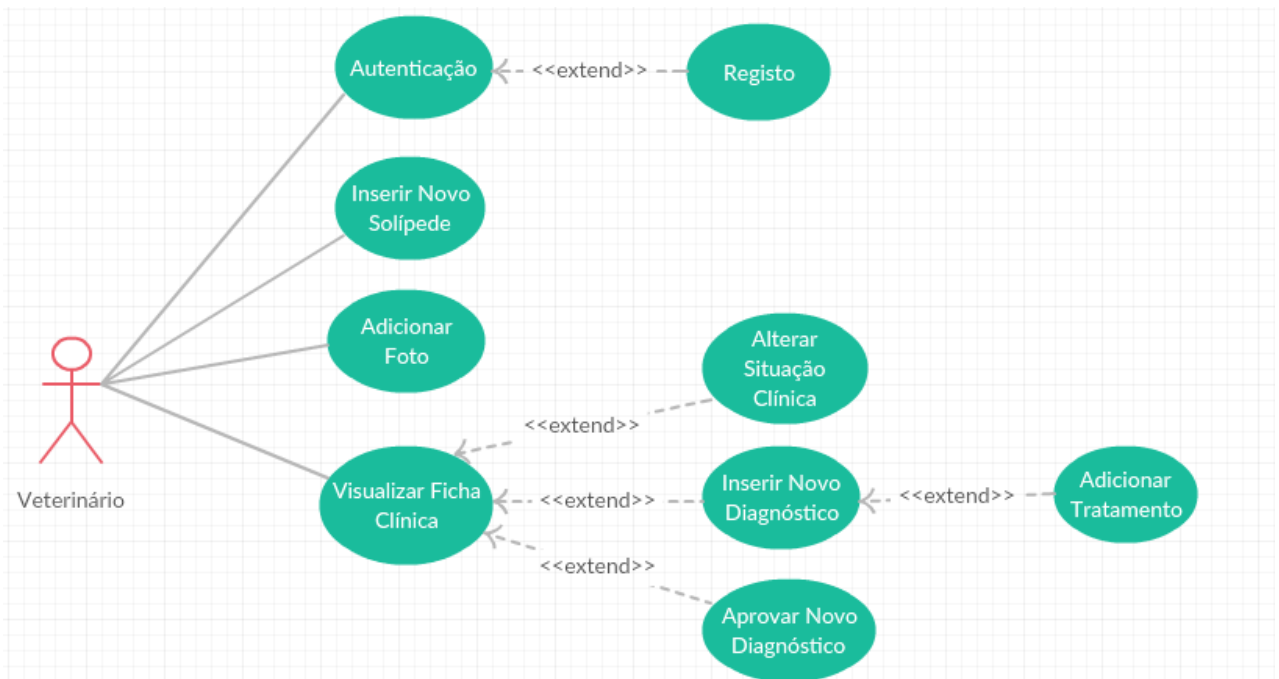 Autenticação
<<extend>>
Registo
Inserir Novo
Solípede
Adicionar
Foto
Alterar
Situação
Clínica
<<extend>>
Veterinário
Visualizar Ficha
Clínica
<<extend>>
Inserir Novo
Diagnóstico
<<extend>>
Adicionar
Tratamento
<<extend>>
Aprovar Novo
Diagnóstico